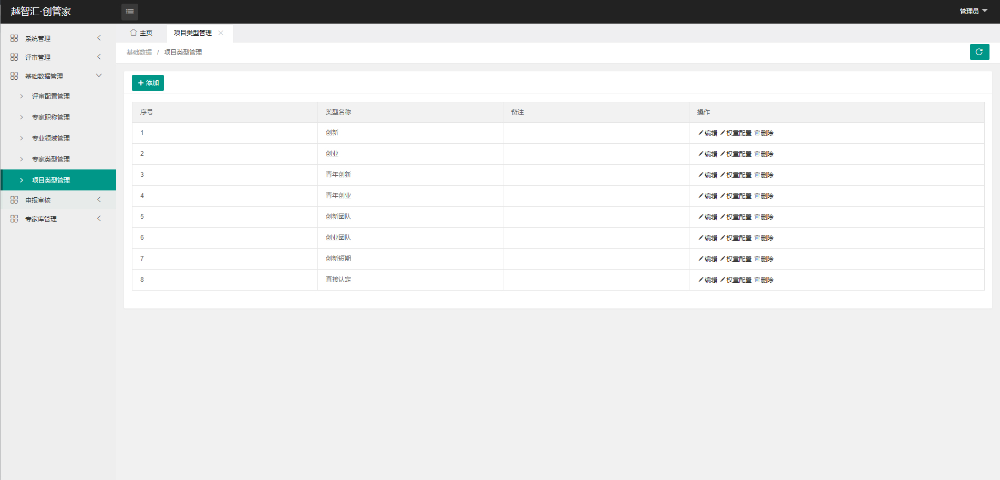 越智汇·创管家
管理员
系统管理
评审管理
基础数据管理
评审配置管理
专家职称管理
专业领域管理
专家类型管理
项目类型管理
申报审核
专家库管理
主页 项目类型管理
基础数据 / 项目类型管理
添加
序号 类型名称 备注 操作
1 创新 编辑 权重配置 删除
2 创业 编辑 权重配置 删除
3 青年创新 编辑 权重配置 删除
4 青年创业 编辑 权重配置 删除
5 创新团队 编辑 权重配置 删除
6 创业团队 编辑 权重配置 删除
7 创新短期 编辑 权重配置 删除
8 直接认定 编辑 权重配置 删除